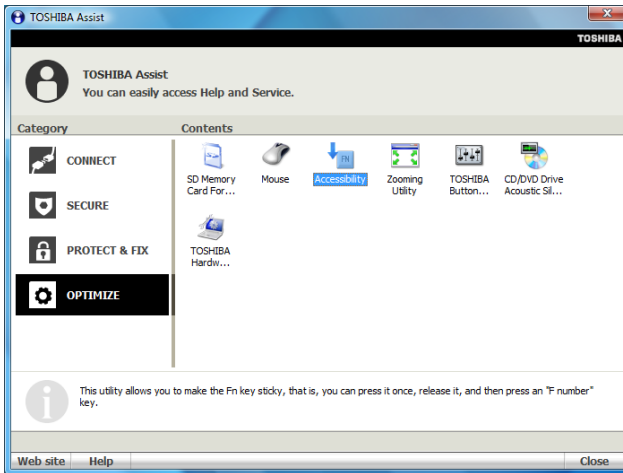 TOSHIBA Assist
TOSHIBA
TOSHIBA Assist
You can easily access Help and Service.
Category
Contents
CONNECT
SECURE
PROTECT & FIX
OPTIMIZE
SD Memory
Card For...
Mouse
FN
Accessibility
Zooming
Utility
TOSHIBA
Button...
CD/DVD Drive
Acoustic Sil...
TOSHIBA
Hardw...
This utility allows you to make the Fn key sticky, that is, you can press it once, release it, and then press an "F number"
key.
Web site
Help
Close